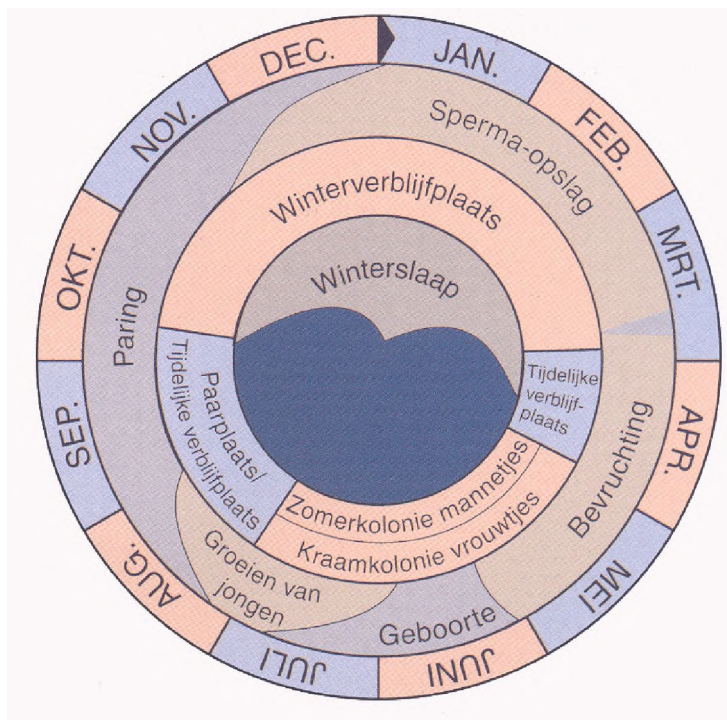 JAN.
FEB.
MRT.
APR.
MEI
JUNI
JULI
AUG.
SEP.
OKT.
NOV.
DEC.
Sperma-opslag
Bevruchting
Geboorte
Groeien van
jongen
Paring
Winterverblijfplaats
Tijdelijke
verblijf-
plaats
Zomerkolonie mannetjes
Kraamkolonie vrouwtjes
Paarplaats/
Tijdelijke verblijfplaats
Winterslaap